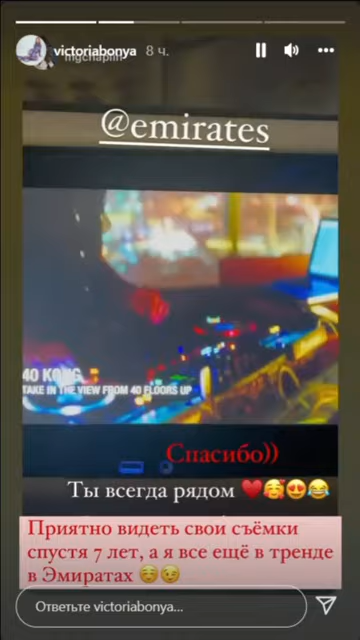 victoriabonya 8 ч.
mgchaplin
@emirates
40 KONG
TAKE IN THE VIEW FROM 40 FLOORS UP
Спасибо))
Ты всегда рядом ❤️🥰😍😂
Приятно видеть свои съёмки
спустя 7 лет, а я все ещё в тренде
в Эмиратах ☺️😉
Ответьте victoriabonya...